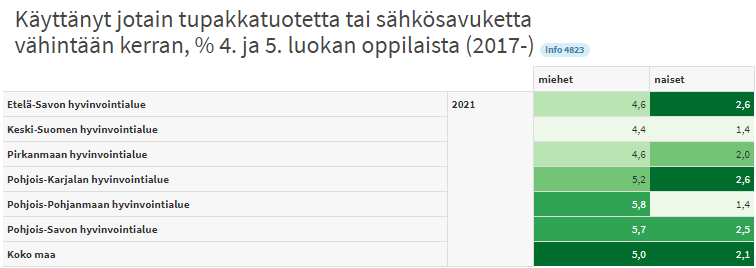 Käyttänyt jotain tupakkatuotetta tai sähkösavuketta
vähintään kerran, % 4. ja 5. luokan oppilaista (2017-) Info 4823
miehet naiset
Etelä-Savon hyvinvointialue 2021 4,6 2,6
Keski-Suomen hyvinvointialue 4,4 1,4
Pirkanmaan hyvinvointialue 4,6 2,0
Pohjois-Karjalan hyvinvointialue 5,2 2,6
Pohjois-Pohjanmaan hyvinvointialue 5,8 1,4
Pohjois-Savon hyvinvointialue 5,7 2,5
Koko maa 5,0 2,1